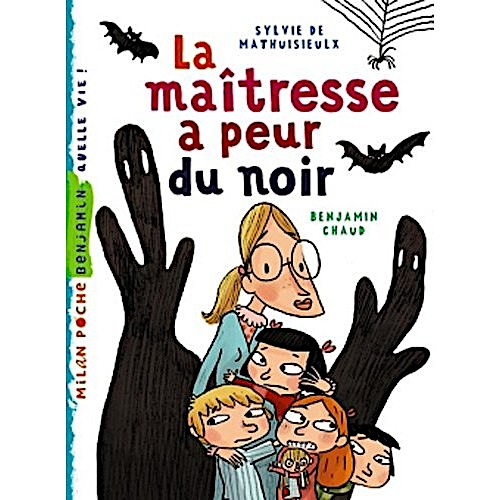 SYLVIE DE
MATHUISIEULX
La
maîtresse
a peur
du noir
BENJAMIN
CHAUD
MILAN POCHE BENJAMIN QUELLE VIE !